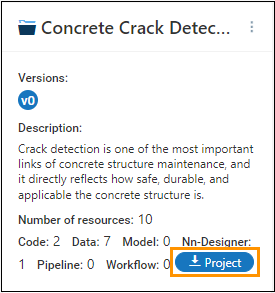 Concrete Crack Detec...
Versions:
v0
Description:
Crack detection is one of the most important
links of concrete structure maintenance, and
it directly reflects how safe, durable, and
applicable the concrete structure is.
Number of resources: 10
Code: 2 Data: 7 Model: 0 Nn-Designer:
1 Pipeline: 0 Workflow: 0 Project